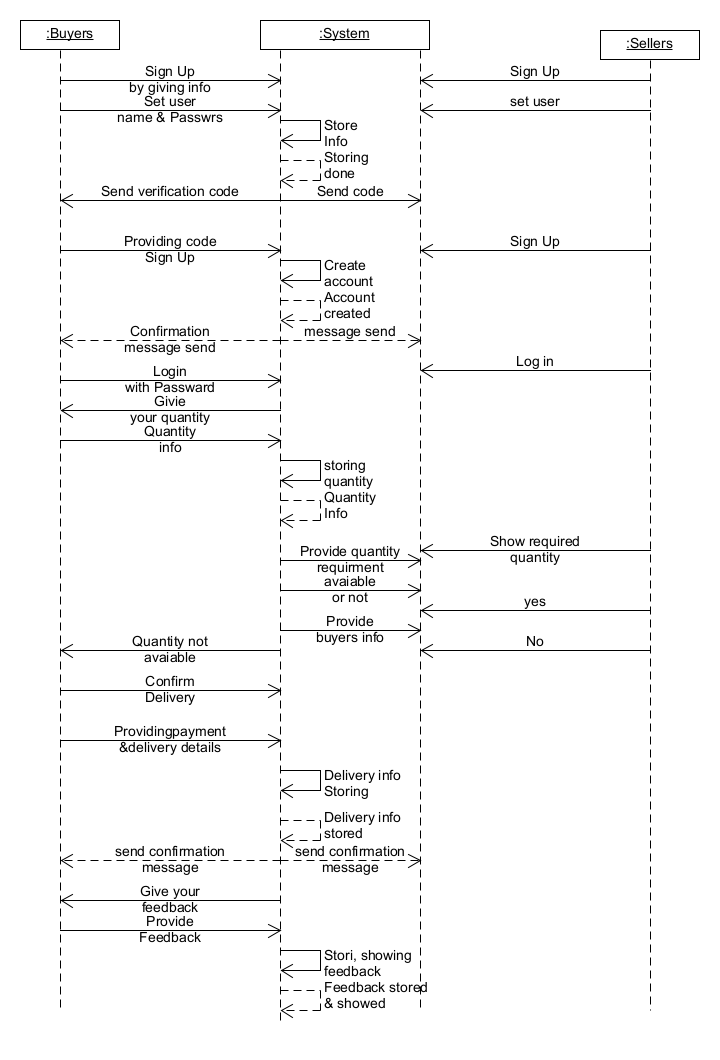 :Buyers
:System
:Sellers
Sign Up
by giving info
Sign Up
Set user
name & Passwrs
set user
Store
Info
Storing
done
Send verification code
Send code
Providing code
Sign Up
Sign Up
Create
account
Account
created
Confirmation
message send
message send
Log in
Login
with Passward
Givie
your quantity
Quantity
info
storing
quantity
Quantity
Info
Show required
quantity
Provide quantity
requirment
avaiable
or not
yes
Provide
buyers info
Quantity not
avaiable
No
Confirm
Delivery
Providingpayment
&delivery details
Delivery info
Storing
Delivery info
stored
send confirmation
message
send confirmation
message
Give your
feedback
Provide
Feedback
Stori, showing
feedback
Feedback stored
& showed